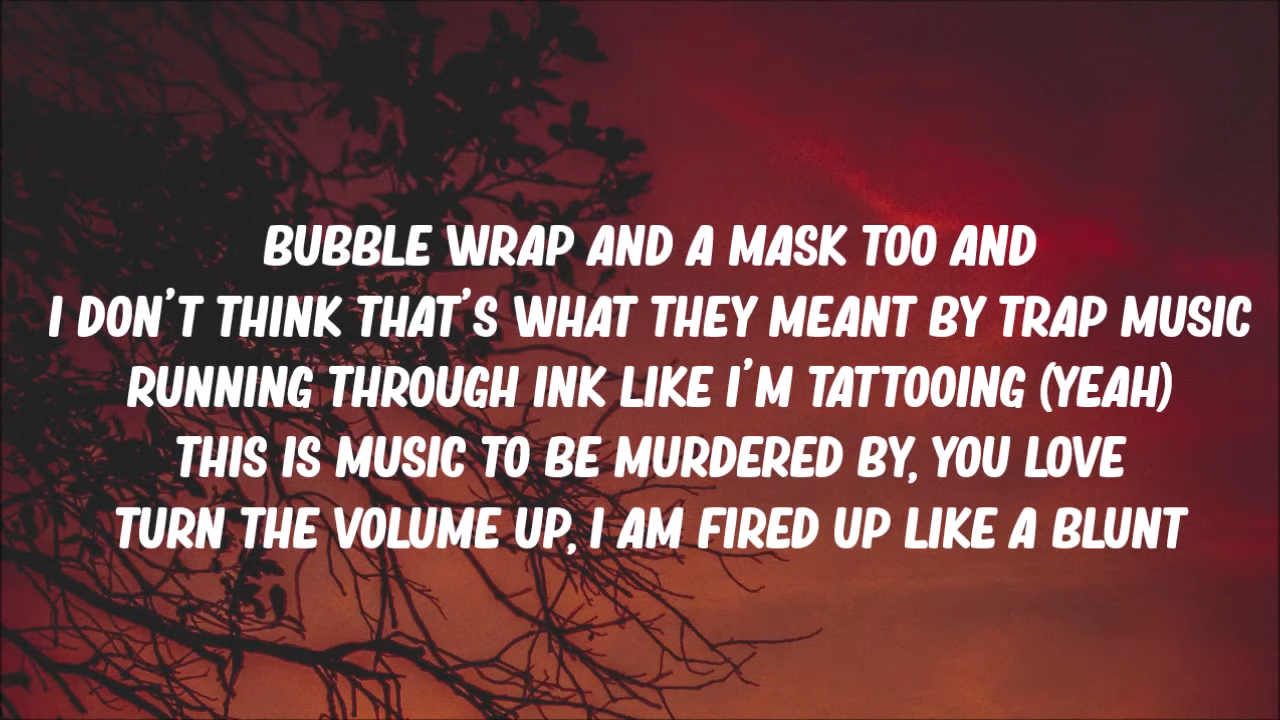 BUBBLE WRAP AND A MASK TOO AND
I DON'T THINK THAT'S WHAT THEY MEANT BY TRAP MUSIC
RUNNING THROUGH INK LIKE I'M TATTOOING (YEAH)
THIS IS MUSIC TO BE MURDERED BY, YOU LOVE
TURN THE VOLUME UP, I AM FIRED UP LIKE A BLUNT